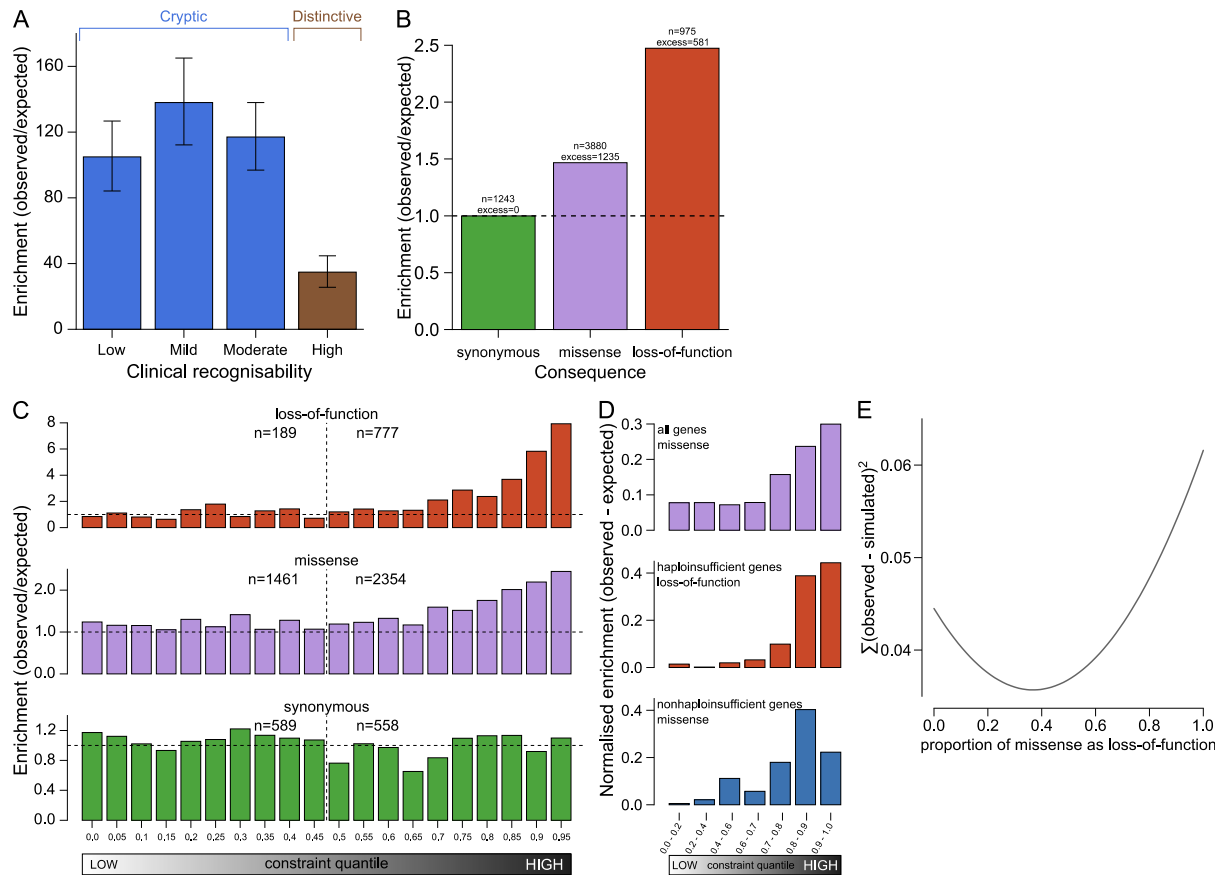 A
Cryptic
Distinctive
Enrichment (observed/expected)
160
120
80
40
0
Low
Mild
Moderate
High
Clinical recognisability
B
Enrichment (observed/expected)
2.5
2.0
1.5
1.0
0.5
0.0
n=975
excess=581
n=3880
excess=1235
n=1243
excess=0
synonymous
missense
loss-of-function
Consequence
C
Enrichment (observed/expected)
loss-of-function
n=189
n=777
8
6
4
2
0
missense
n=1461
n=2354
2.0
1.0
0.0
synonymous
n=589
n=558
1.2
0.8
0.4
0.0
0,0
0,05
0,1
0,15
0,2
0,25
0,3
0,35
0,4
0,45
0,5
0,55
0,6
0,65
0,7
0,75
0,8
0,85
0,9
0,95
LOW
constraint quantile
HIGH
D
Normalised enrichment (observed - expected)
all genes
missense
0.3
0.2
0.1
0.0
haploinsufficient genes
loss-of-function
0.4
0.2
0.0
nonhaploinsufficient genes
missense
0.4
0.2
0.0
0.0 - 0.2
0.2 - 0.4
0.4 - 0.6
0.6 - 0.7
0.7 - 0.8
0.8 - 0.9
0.9 - 1.0
LOW
constraint quantile
HIGH
E
∑(observed - simulated)²
0.06
0.05
0.04
0.0
0.2
0.4
0.6
0.8
1.0
proportion of missense as loss-of-function